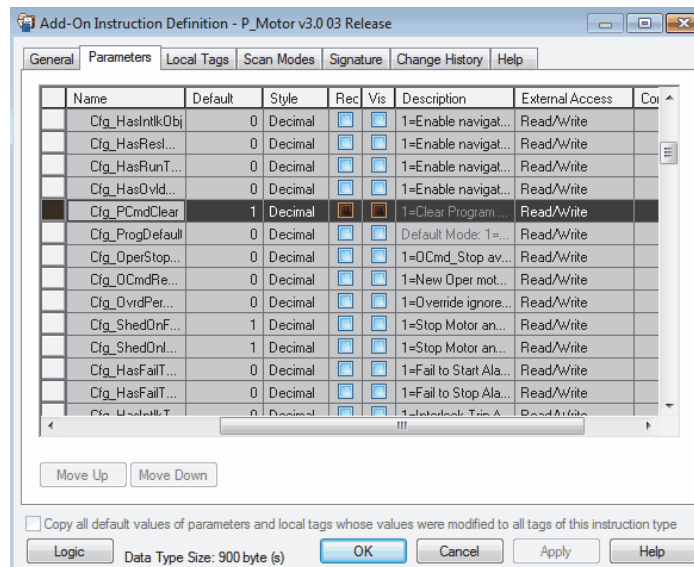 Add-On Instruction Definition - P_Motor v3.0 03 Release
General Parameters Local Tags Scan Modes Signature Change History Help
Name Default Style Req Vis Description External Access Con
Cfg_HasIntlkObj 0 Decimal 1=Enable navigat... Read/Write
Cfg_HasResI... 0 Decimal 1=Enable navigat... Read/Write
Cfg_HasRunT... 0 Decimal 1=Enable navigat... Read/Write
Cfg_HasOvld... 0 Decimal 1=Enable navigat... Read/Write
Cfg_PCmdClear 1 Decimal 1=Clear Program ... Read/Write
Cfg_ProgDefault 0 Decimal Default Mode: 1=... Read/Write
Cfg_OperStop... 0 Decimal 1=OCmd_Stop av... Read/Write
Cfg_OCmdRe... 0 Decimal 1=New Oper mot... Read/Write
Cfg_OvrdPer... 0 Decimal 1=Override ignore... Read/Write
Cfg_ShedOnF... 1 Decimal 1=Stop Motor an... Read/Write
Cfg_ShedOnI... 1 Decimal 1=Stop Motor an... Read/Write
Cfg_HasFailT... 0 Decimal 1=Fail to Start Ala... Read/Write
Cfg_HasFailT... 0 Decimal 1=Fail to Stop Ala... Read/Write
Cfg_HasIntlkT... 0 Decimal 1=Interlock Trip A... Read/Write
Move Up Move Down
Copy all default values of parameters and local tags whose values were modified to all tags of this instruction type
Logic Data Type Size: 900 byte (s) OK Cancel Apply Help